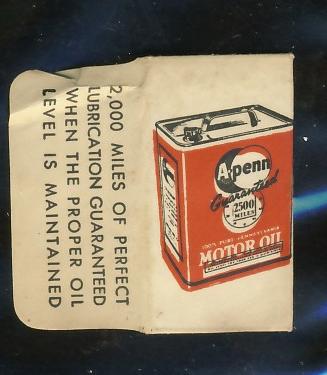 2,000 MILES OF PERFECT
LUBRICATION GUARANTEED
WHEN THE PROPER OIL
LEVEL IS MAINTAINED
A-penn
Guaranteed
2500
MILES
100% PURE PENNSYLVANIA
MOTOR OIL